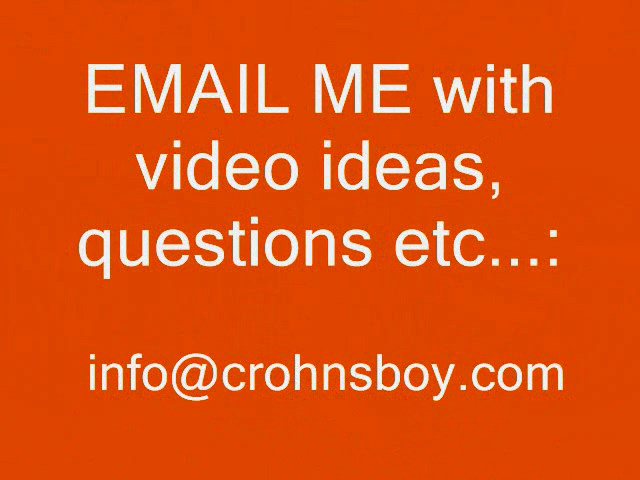 EMAIL ME with
video ideas,
questions etc...:
info@crohnsboy.com